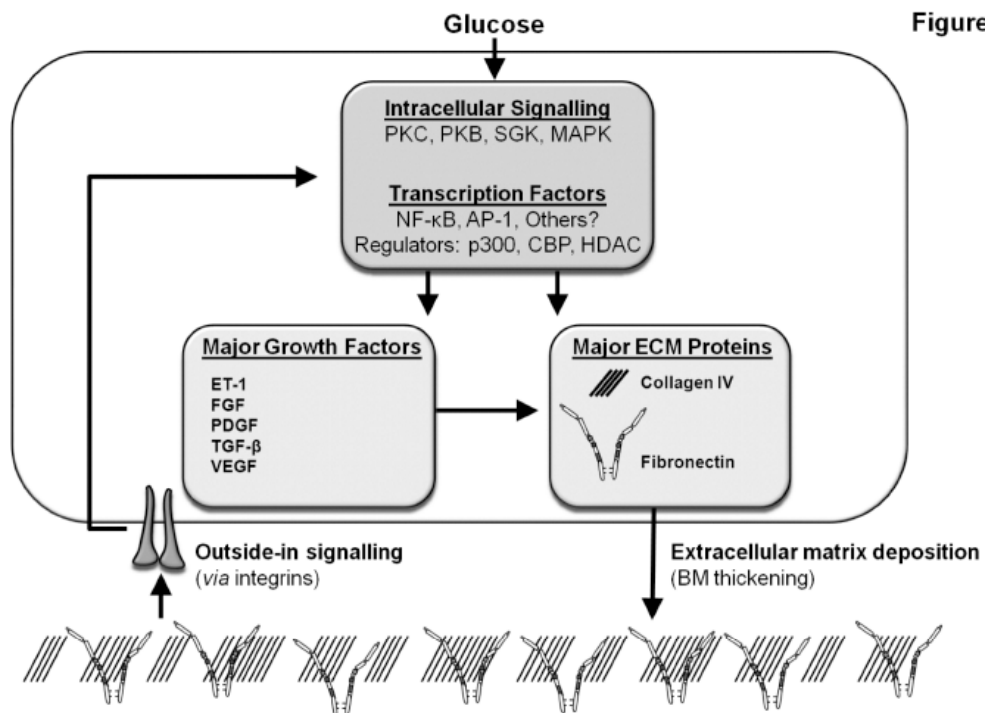 Glucose
Figure
Intracellular Signalling
PKC, PKB, SGK, MAPK
Transcription Factors
NF-κB, AP-1, Others?
Regulators: p300, CBP, HDAC
Major Growth Factors
ET-1
FGF
PDGF
TGF-β
VEGF
Major ECM Proteins
Collagen IV
Fibronectin
Outside-in signalling
(via integrins)
Extracellular matrix deposition
(BM thickening)